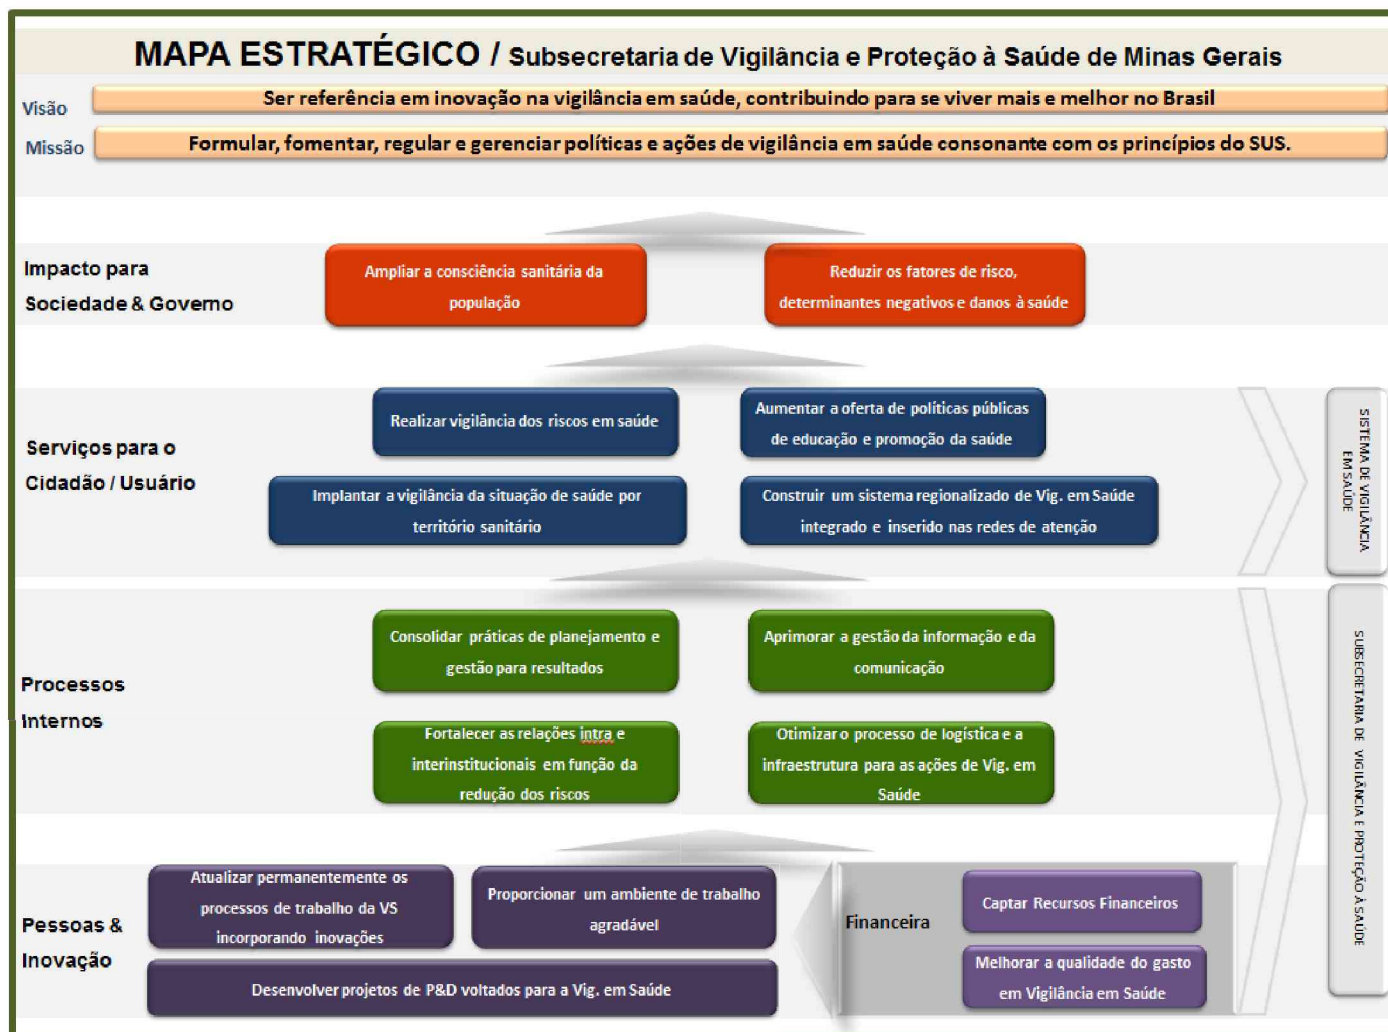 MAPA ESTRATÉGICO / Subsecretaria de Vigilância e Proteção à Saúde de Minas Gerais
Visão
Ser referência em inovação na vigilância em saúde, contribuindo para se viver mais e melhor no Brasil
Missão
Formular, fomentar, regular e gerenciar políticas e ações de vigilância em saúde consonante com os princípios do SUS.
Impacto para
Sociedade & Governo
Ampliar a consciência sanitária da
população
Reduzir os fatores de risco,
determinantes negativos e danos à saúde
Serviços para o
Cidadão / Usuário
Realizar vigilância dos riscos em saúde
Aumentar a oferta de políticas públicas
de educação e promoção da saúde
Implantar a vigilância da situação de saúde por
território sanitário
Construir um sistema regionalizado de Vig. em Saúde
integrado e inserido nas redes de atenção
SISTEMA DE VIGILÂNCIA
EM SAÚDE
Processos
Internos
Consolidar práticas de planejamento e
gestão para resultados
Aprimorar a gestão da informação e da
comunicação
Fortalecer as relações intra e
interinstitucionais em função da
redução dos riscos
Otimizar o processo de logística e a
infraestrutura para as ações de Vig. em
Saúde
SUBSECRETARIA DE VIGILÂNCIA E PROTEÇÃO À SAÚDE
Pessoas &
Inovação
Atualizar permanentemente os
processos de trabalho da VS
incorporando inovações
Proporcionar um ambiente de trabalho
agradável
Desenvolver projetos de P&D voltados para a Vig. em Saúde
Financeira
Captar Recursos Financeiros
Melhorar a qualidade do gasto
em Vigilância em Saúde